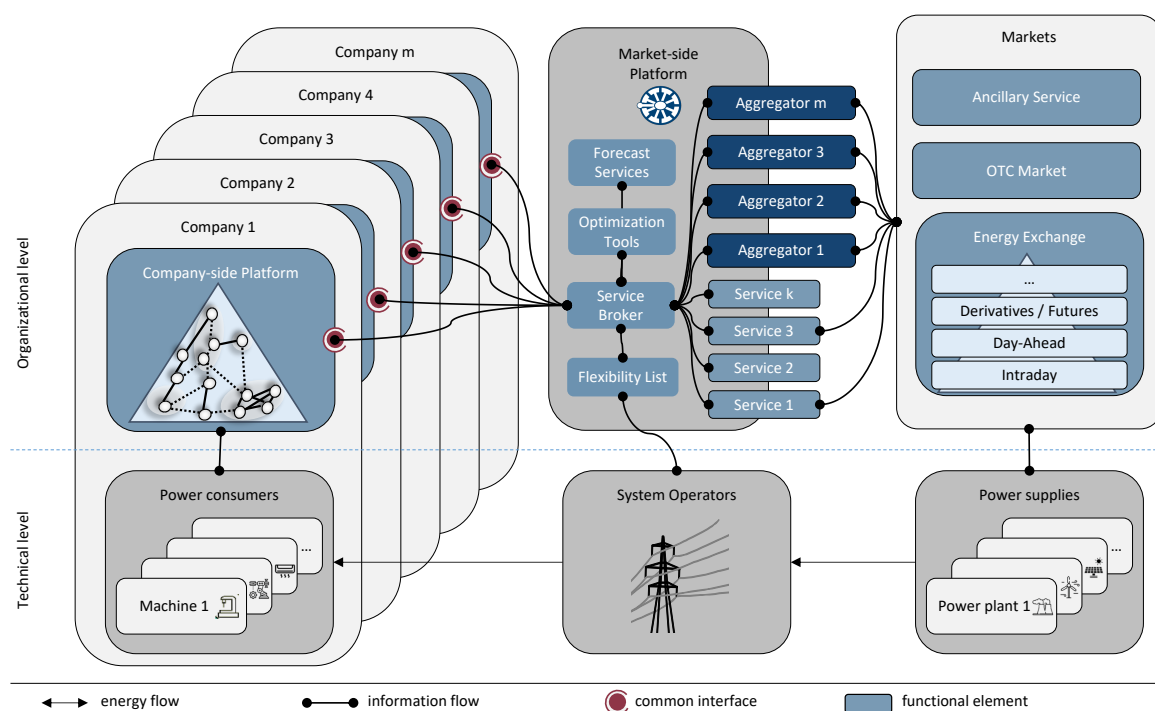 Company m
Company 4
Company 3
Company 2
Company 1
Company-side Platform
Market-side
Platform
Forecast
Services
Optimization
Tools
Service
Broker
Flexibility List
Aggregator m
Aggregator 3
Aggregator 2
Aggregator 1
Service k
Service 3
Service 2
Service 1
Markets
Ancillary Service
OTC Market
Energy Exchange
...
Derivatives / Futures
Day-Ahead
Intraday
Organizational level
Technical level
Power consumers
...
Machine 1
System Operators
Power supplies
...
Power plant 1
energy flow
information flow
common interface
functional element